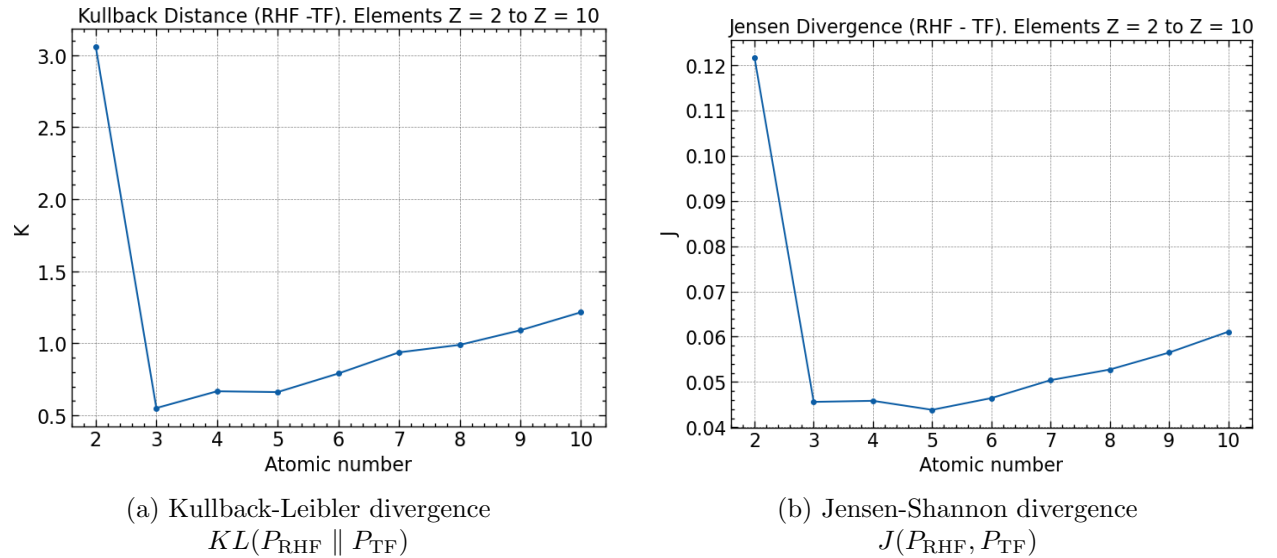 Kullback Distance (RHF -TF). Elements Z = 2 to Z = 10
3.0
2.5
2.0
1.5
1.0
0.5
K
2 3 4 5 6 7 8 9 10
Atomic number
(a) Kullback-Leibler divergence
KL(P_RHF ∥ P_TF)
Jensen Divergence (RHF - TF). Elements Z = 2 to Z = 10
0.12
0.11
0.10
0.09
0.08
0.07
0.06
0.05
0.04
J
2 3 4 5 6 7 8 9 10
Atomic number
(b) Jensen-Shannon divergence
J(P_RHF, P_TF)